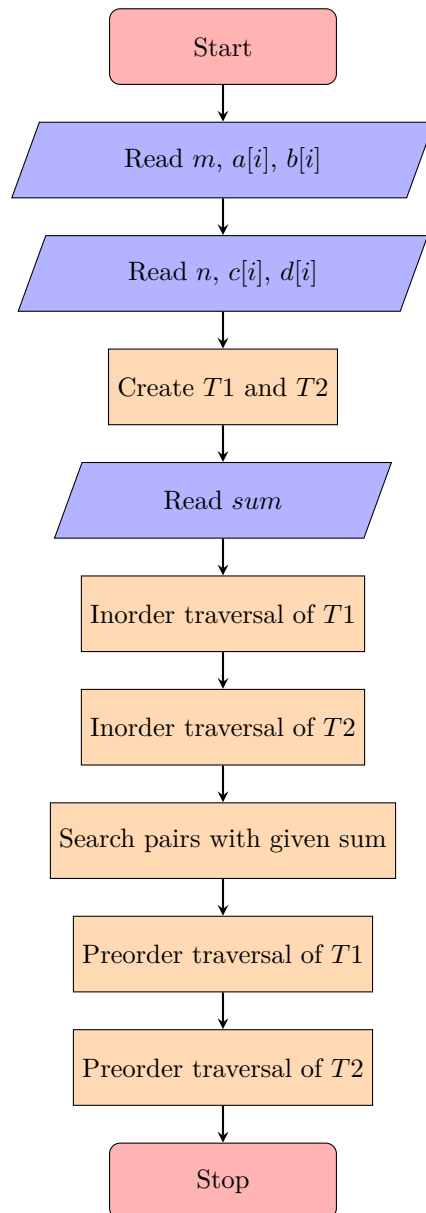 Start
Read m, a[i], b[i]
Read n, c[i], d[i]
Create T1 and T2
Read sum
Inorder traversal of T1
Inorder traversal of T2
Search pairs with given sum
Preorder traversal of T1
Preorder traversal of T2
Stop